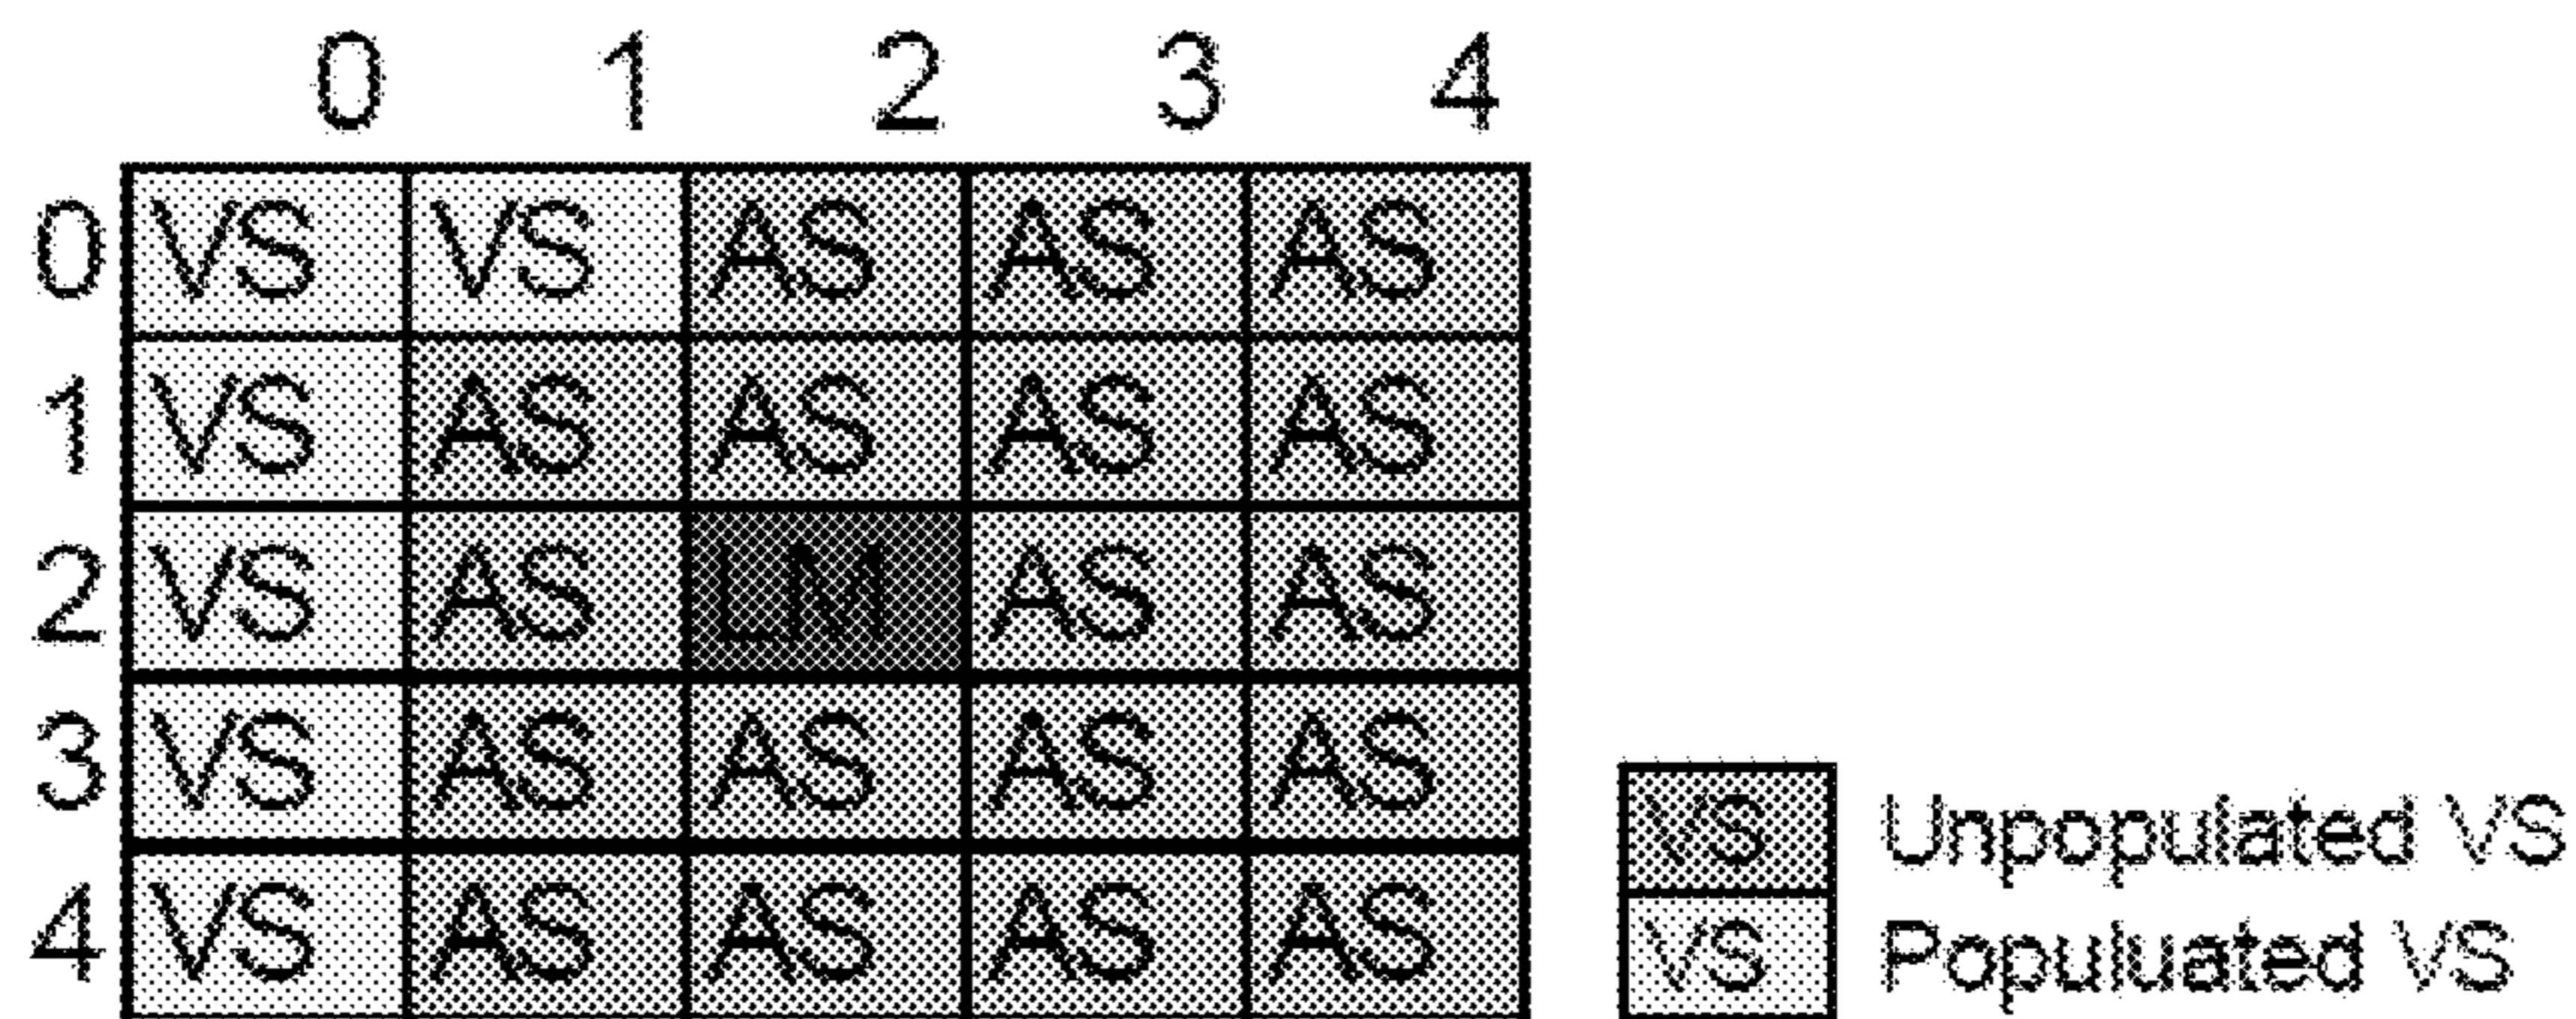 0 1 2 3 4
0 VS VS AS AS AS
1 VS AS AS AS AS
2 VS AS LM AS AS
3 VS AS AS AS AS
4 VS AS AS AS AS
VS Unpopulated VS
VS Populuated VS